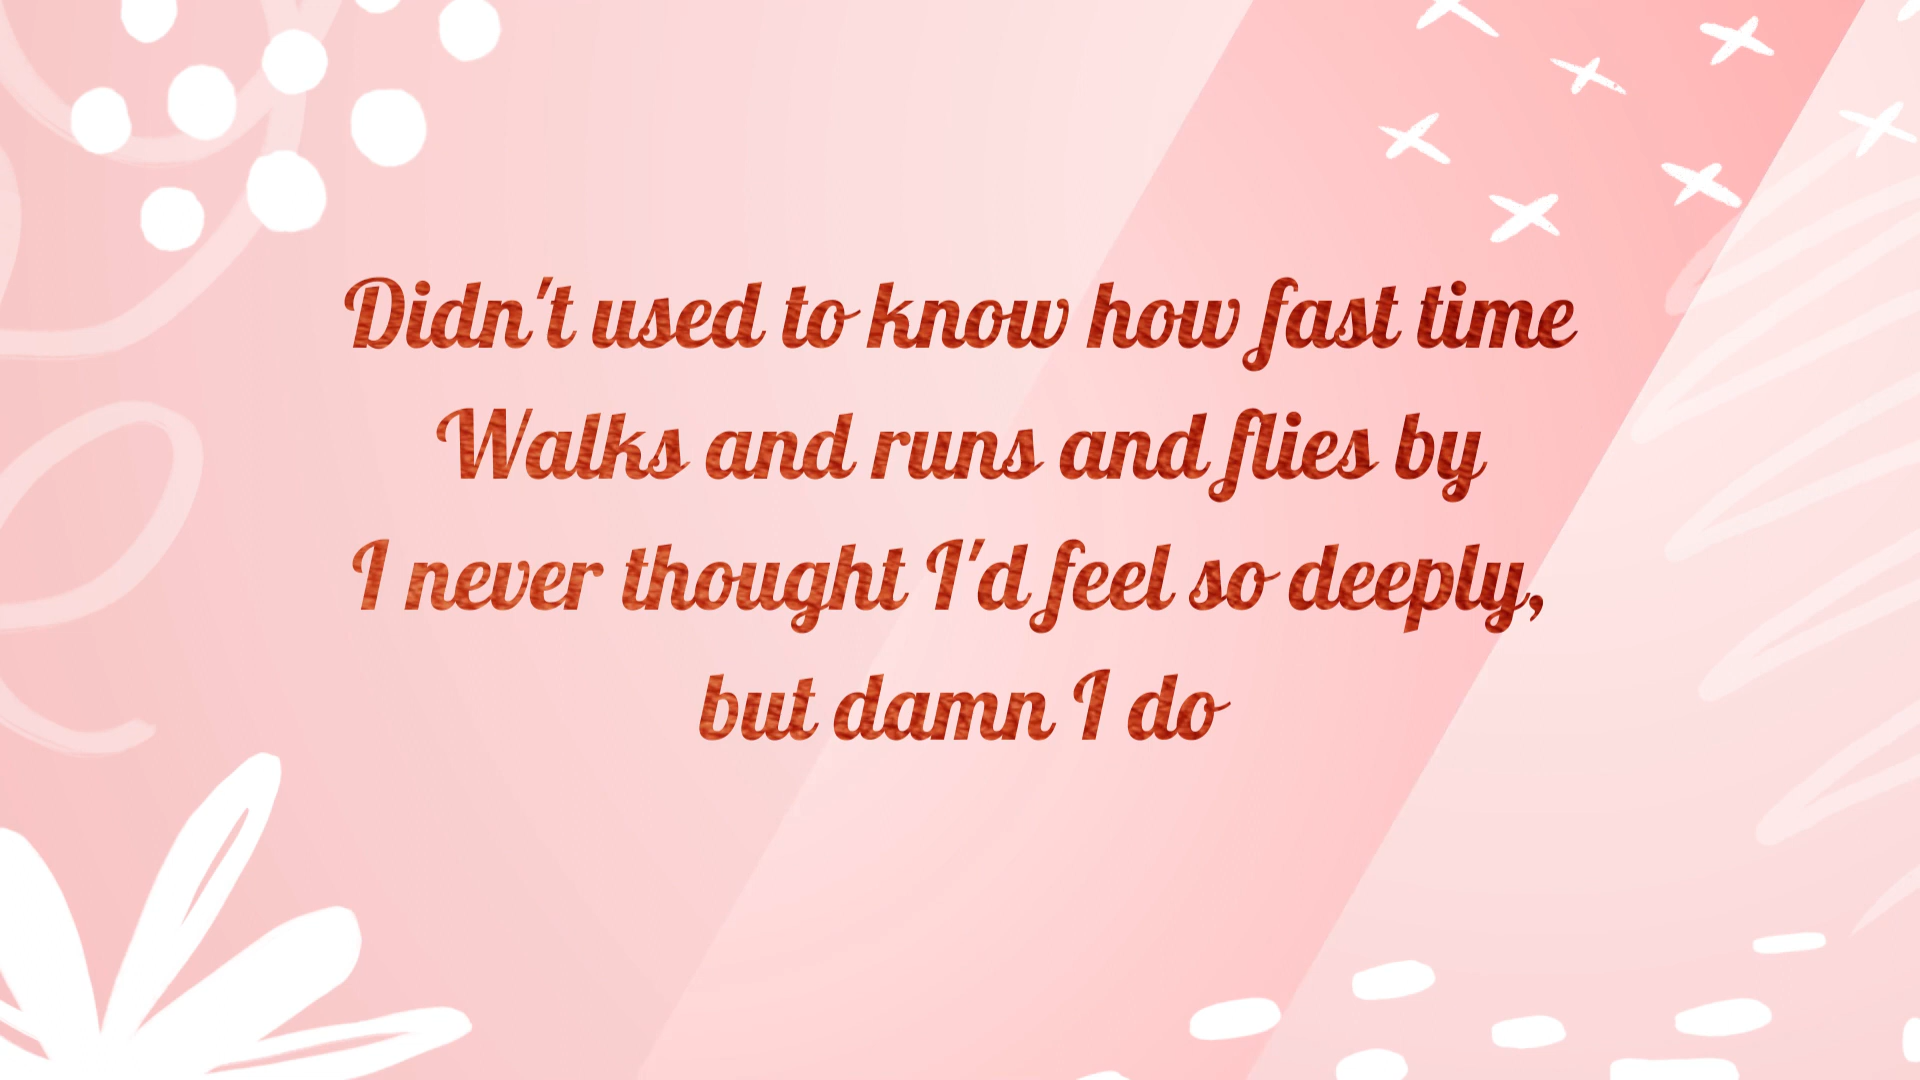 Didn't used to know how fast time
Walks and runs and flies by
I never thought I'd feel so deeply,
but damn I do